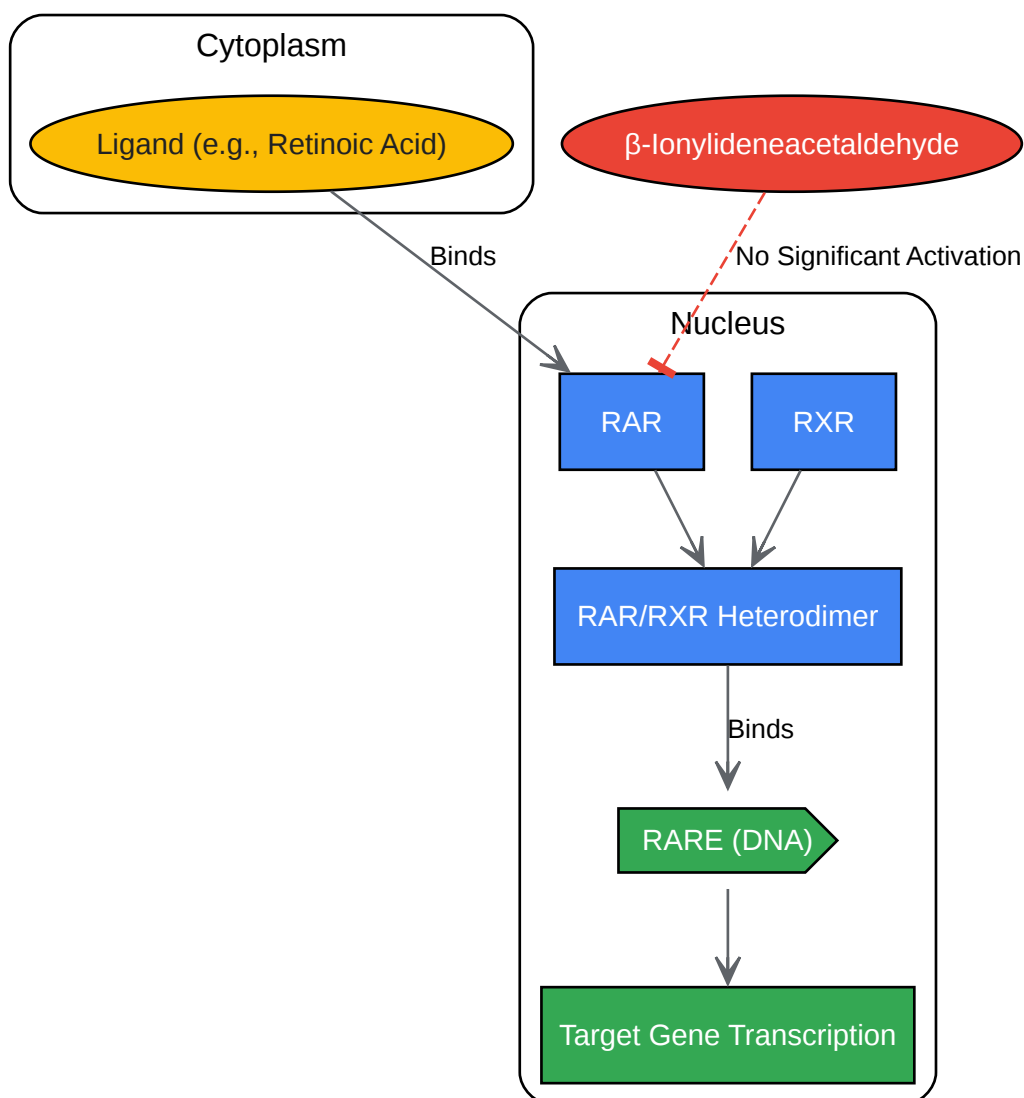 Cytoplasm
Ligand (e.g., Retinoic Acid)
β-Ionylideneacetaldehyde
Binds
No Significant Activation
Nucleus
RAR
RXR
RAR/RXR Heterodimer
Binds
RARE (DNA)
Target Gene Transcription